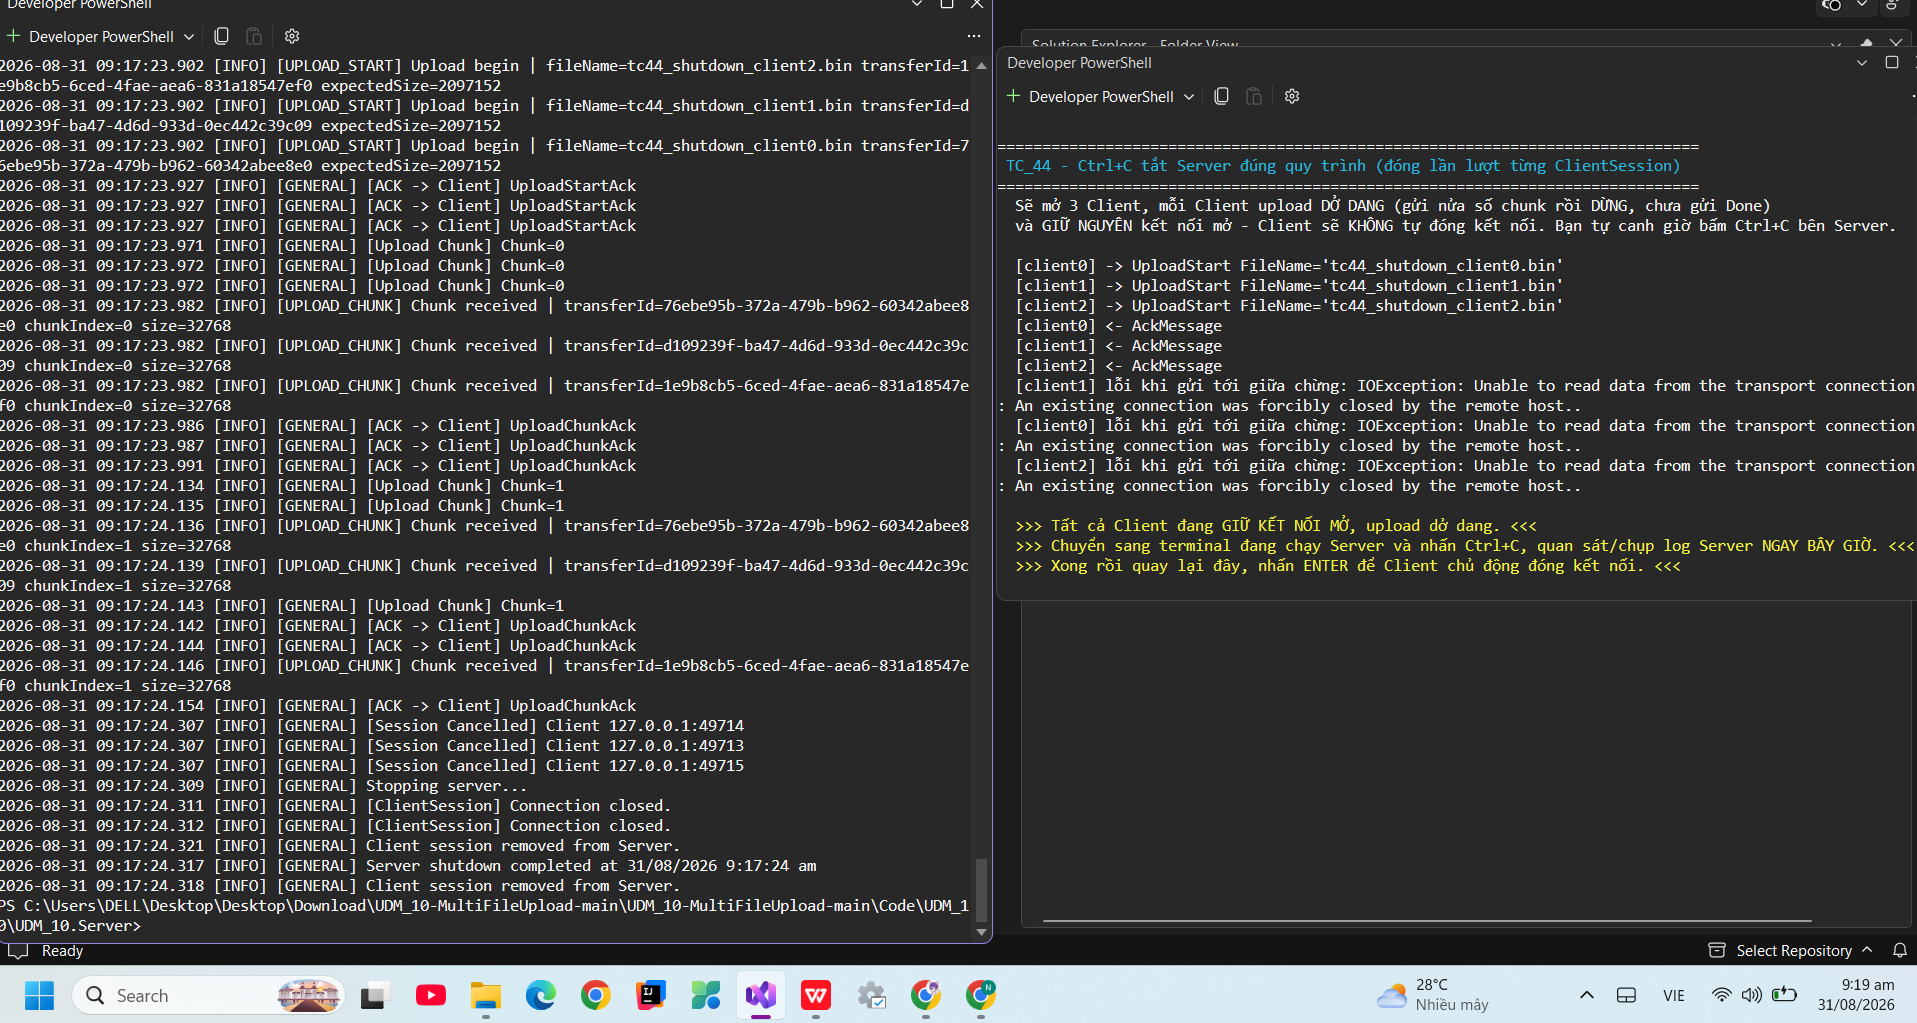 Developer PowerShell
Developer PowerShell
2026-08-31 09:17:23.902 [INFO] [UPLOAD_START] Upload begin | fileName=tc44_shutdown_client2.bin transferId=1
e9b8cb5-6ced-4fae-aea6-831a18547ef0 expectedSize=2097152
2026-08-31 09:17:23.902 [INFO] [UPLOAD_START] Upload begin | fileName=tc44_shutdown_client1.bin transferId=d
109239f-ba47-4d6d-933d-0ec442c39c09 expectedSize=2097152
2026-08-31 09:17:23.902 [INFO] [UPLOAD_START] Upload begin | fileName=tc44_shutdown_client0.bin transferId=7
6ebe95b-372a-479b-b962-60342abee8e0 expectedSize=2097152
2026-08-31 09:17:23.927 [INFO] [GENERAL] [ACK -> Client] UploadStartAck
2026-08-31 09:17:23.927 [INFO] [GENERAL] [ACK -> Client] UploadStartAck
2026-08-31 09:17:23.927 [INFO] [GENERAL] [ACK -> Client] UploadStartAck
2026-08-31 09:17:23.971 [INFO] [GENERAL] [Upload Chunk] Chunk=0
2026-08-31 09:17:23.972 [INFO] [GENERAL] [Upload Chunk] Chunk=0
2026-08-31 09:17:23.972 [INFO] [GENERAL] [Upload Chunk] Chunk=0
2026-08-31 09:17:23.982 [INFO] [UPLOAD_CHUNK] Chunk received | transferId=76ebe95b-372a-479b-b962-60342abee8
e0 chunkIndex=0 size=32768
2026-08-31 09:17:23.982 [INFO] [UPLOAD_CHUNK] Chunk received | transferId=d109239f-ba47-4d6d-933d-0ec442c39c
09 chunkIndex=0 size=32768
2026-08-31 09:17:23.982 [INFO] [UPLOAD_CHUNK] Chunk received | transferId=1e9b8cb5-6ced-4fae-aea6-831a18547e
f0 chunkIndex=0 size=32768
2026-08-31 09:17:23.986 [INFO] [GENERAL] [ACK -> Client] UploadChunkAck
2026-08-31 09:17:23.987 [INFO] [GENERAL] [ACK -> Client] UploadChunkAck
2026-08-31 09:17:23.991 [INFO] [GENERAL] [ACK -> Client] UploadChunkAck
2026-08-31 09:17:24.134 [INFO] [GENERAL] [Upload Chunk] Chunk=1
2026-08-31 09:17:24.135 [INFO] [GENERAL] [Upload Chunk] Chunk=1
2026-08-31 09:17:24.136 [INFO] [UPLOAD_CHUNK] Chunk received | transferId=76ebe95b-372a-479b-b962-60342abee8
e0 chunkIndex=1 size=32768
2026-08-31 09:17:24.139 [INFO] [UPLOAD_CHUNK] Chunk received | transferId=d109239f-ba47-4d6d-933d-0ec442c39c
09 chunkIndex=1 size=32768
2026-08-31 09:17:24.143 [INFO] [GENERAL] [Upload Chunk] Chunk=1
2026-08-31 09:17:24.142 [INFO] [GENERAL] [ACK -> Client] UploadChunkAck
2026-08-31 09:17:24.144 [INFO] [GENERAL] [ACK -> Client] UploadChunkAck
2026-08-31 09:17:24.146 [INFO] [UPLOAD_CHUNK] Chunk received | transferId=1e9b8cb5-6ced-4fae-aea6-831a18547e
f0 chunkIndex=1 size=32768
2026-08-31 09:17:24.154 [INFO] [GENERAL] [ACK -> Client] UploadChunkAck
2026-08-31 09:17:24.307 [INFO] [GENERAL] [Session Cancelled] Client 127.0.0.1:49714
2026-08-31 09:17:24.307 [INFO] [GENERAL] [Session Cancelled] Client 127.0.0.1:49713
2026-08-31 09:17:24.307 [INFO] [GENERAL] [Session Cancelled] Client 127.0.0.1:49715
2026-08-31 09:17:24.309 [INFO] [GENERAL] Stopping server...
2026-08-31 09:17:24.311 [INFO] [GENERAL] [ClientSession] Connection closed.
2026-08-31 09:17:24.312 [INFO] [GENERAL] [ClientSession] Connection closed.
2026-08-31 09:17:24.321 [INFO] [GENERAL] Client session removed from Server.
2026-08-31 09:17:24.317 [INFO] [GENERAL] Server shutdown completed at 31/08/2026 9:17:24 am
2026-08-31 09:17:24.318 [INFO] [GENERAL] Client session removed from Server.
PS C:\Users\DELL\Desktop\Desktop\Download\UDM_10-MultiFileUpload-main\UDM_10-MultiFileUpload-main\Code\UDM_1
0\UDM_10.Server>
Solution Explorer - Folder View
Developer PowerShell
Developer PowerShell
==============================================================================
TC_44 - Ctrl+C tắt Server đúng quy trình (đóng lần lượt từng ClientSession)
==============================================================================
Sẽ mở 3 Client, mỗi Client upload DỞ DANG (gửi nửa số chunk rồi DỪNG, chưa gửi Done)
và GIỮ NGUYÊN kết nối mở - Client sẽ KHÔNG tự đóng kết nối. Bạn tự canh giờ bấm Ctrl+C bên Server.
[client0] -> UploadStart FileName='tc44_shutdown_client0.bin'
[client1] -> UploadStart FileName='tc44_shutdown_client1.bin'
[client2] -> UploadStart FileName='tc44_shutdown_client2.bin'
[client0] <- AckMessage
[client1] <- AckMessage
[client2] <- AckMessage
[client1] lỗi khi gửi tới giữa chừng: IOException: Unable to read data from the transport connection
: An existing connection was forcibly closed by the remote host..
[client0] lỗi khi gửi tới giữa chừng: IOException: Unable to read data from the transport connection
: An existing connection was forcibly closed by the remote host..
[client2] lỗi khi gửi tới giữa chừng: IOException: Unable to read data from the transport connection
: An existing connection was forcibly closed by the remote host..
>>> Tất cả Client đang GIỮ KẾT NỐI MỞ, upload dở dang. <<<
>>> Chuyển sang terminal đang chạy Server và nhấn Ctrl+C, quan sát/chụp log Server NGAY BÂY GIỜ. <<<
>>> Xong rồi quay lại đây, nhấn ENTER để Client chủ động đóng kết nối. <<<
Ready
Select Repository
Search
28°C
Nhiều mây
VIE
9:19 am
31/08/2026